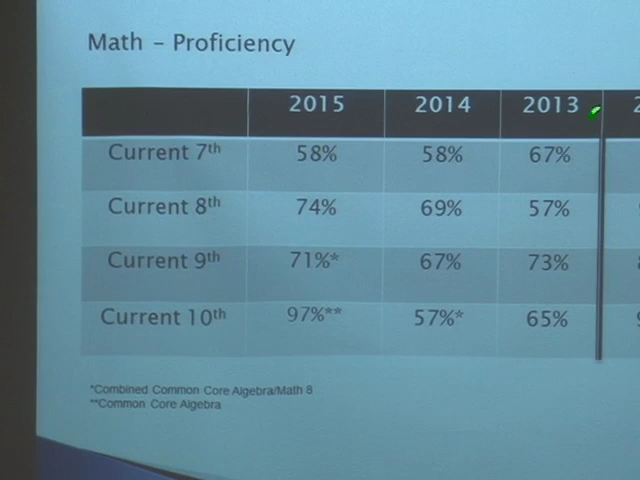 Math – Proficiency
2015 2014 2013 2
Current 7th 58% 58% 67%
Current 8th 74% 69% 57%
Current 9th 71%* 67% 73%
Current 10th 97%** 57%* 65%
*Combined Common Core Algebra/Math 8
**Common Core Algebra